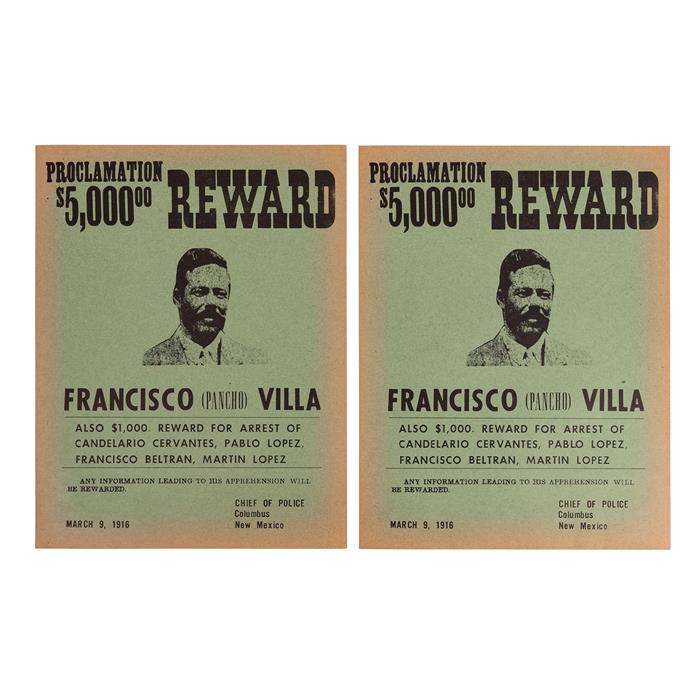 PROCLAMATION
$5,00000 REWARD
FRANCISCO (PANCHO) VILLA
ALSO $1,000. REWARD FOR ARREST OF
CANDELARIO CERVANTES, PABLO LOPEZ,
FRANCISCO BELTRAN, MARTIN LOPEZ
ANY INFORMATION LEADING TO HIS APPREHENSION WILL
BE REWARDED.
CHIEF OF POLICE
Columbus
New Mexico
MARCH 9, 1916
PROCLAMATION
$5,00000 REWARD
FRANCISCO (PANCHO) VILLA
ALSO $1,000. REWARD FOR ARREST OF
CANDELARIO CERVANTES, PABLO LOPEZ,
FRANCISCO BELTRAN, MARTIN LOPEZ
ANY INFORMATION LEADING TO HIS APPREHENSION WILL
BE REWARDED.
CHIEF OF POLICE
Columbus
New Mexico
MARCH 9, 1916